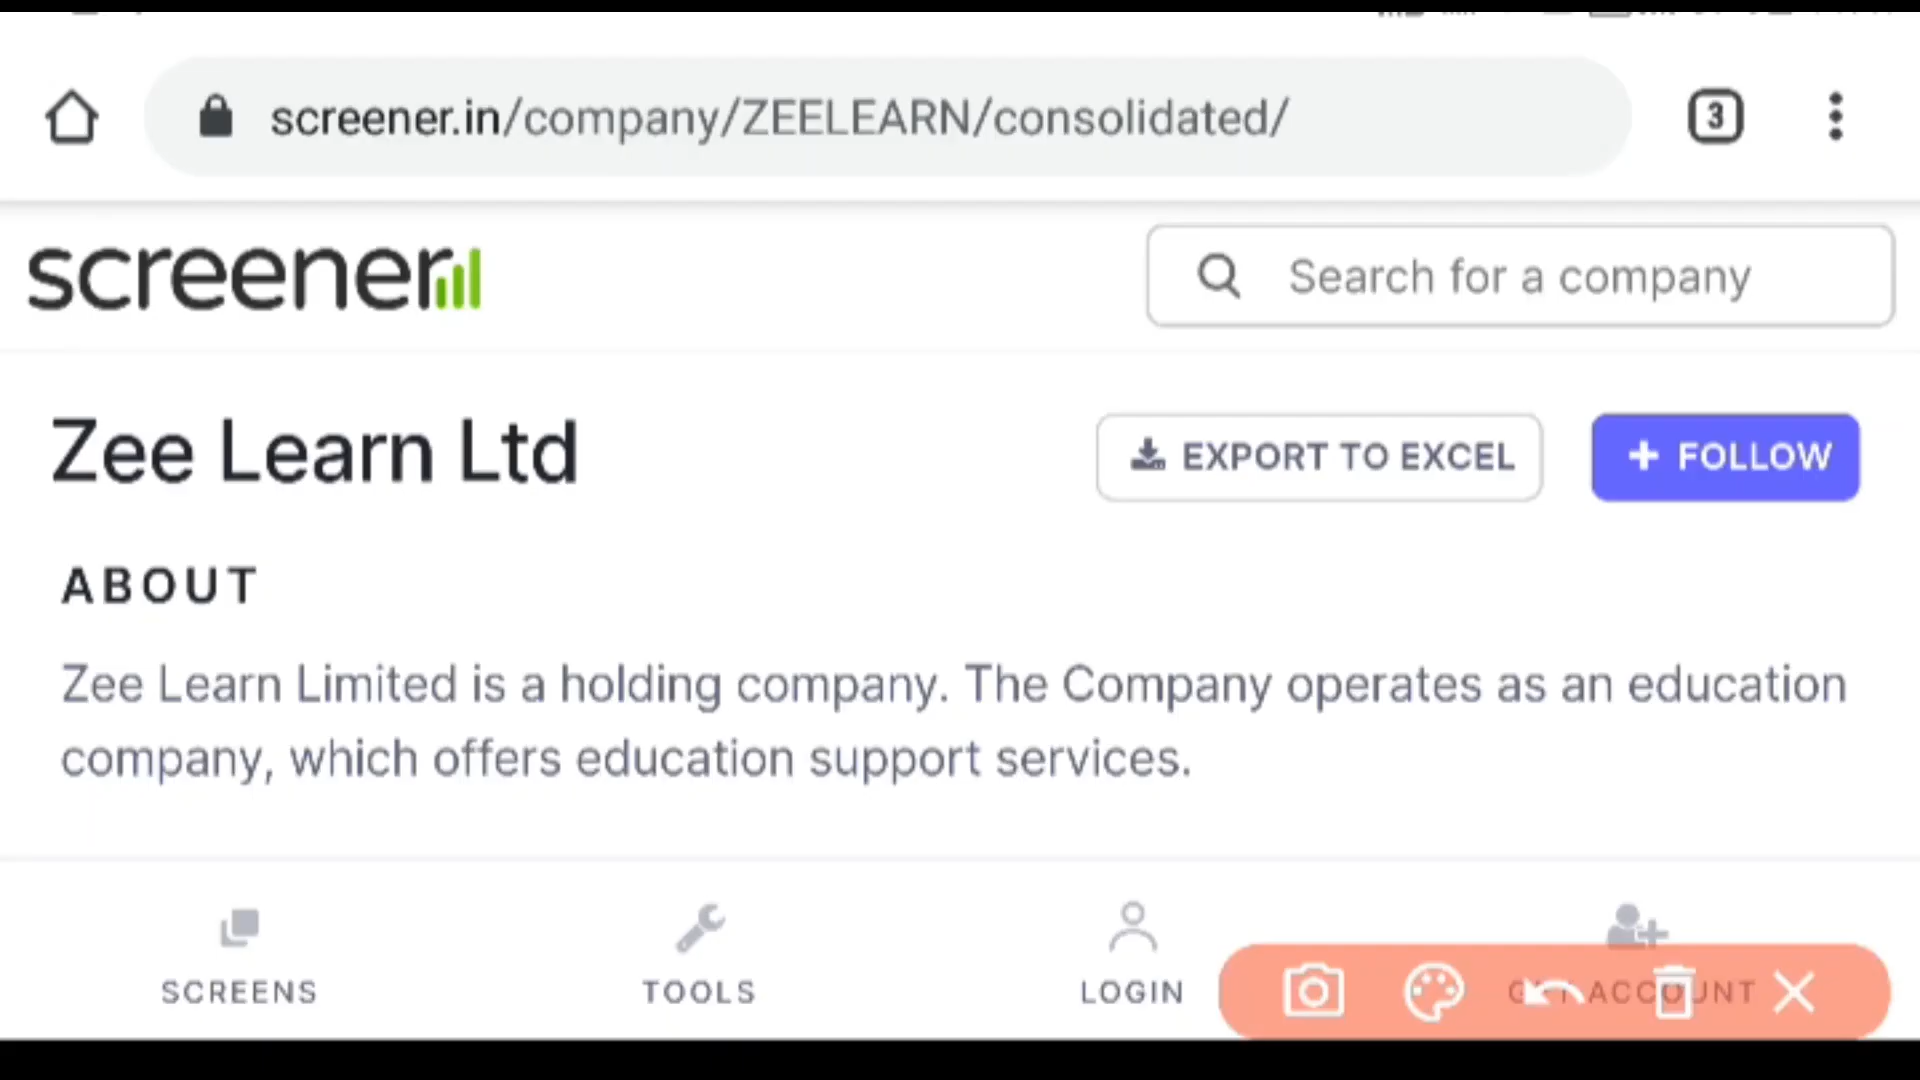 screener.in/company/ZEELEARN/consolidated/
3
screener
Search for a company
Zee Learn Ltd
EXPORT TO EXCEL
+ FOLLOW
ABOUT
Zee Learn Limited is a holding company. The Company operates as an education
company, which offers education support services.
SCREENS
TOOLS
LOGIN
ACCOUNT